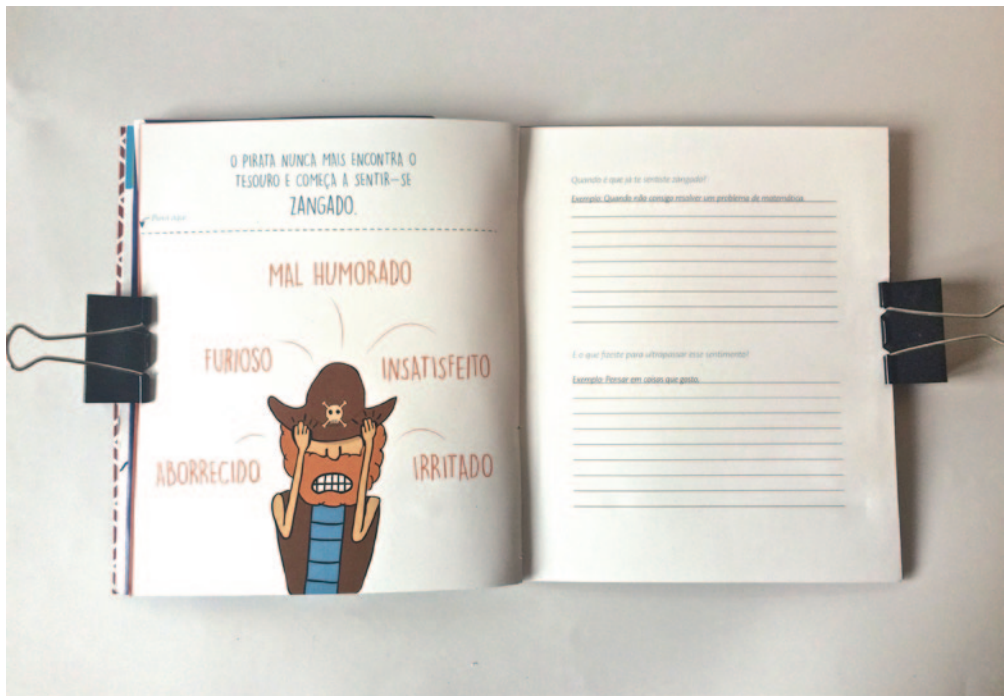 O PIRATA NUNCA MAIS ENCONTRA O
TESOURO E COMEÇA A SENTIR-SE
ZANGADO.
aqui
MAL HUMORADO
FURIOSO
INSATISFEITO
ABORRECIDO
IRRITADO
Quando é que já te sentiste zangado?
Exemplo: Quando não consigo resolver um problema de matemática.
E o que fizeste para ultrapassar esse sentimento?
Exemplo: Pensar em coisas que gosto.